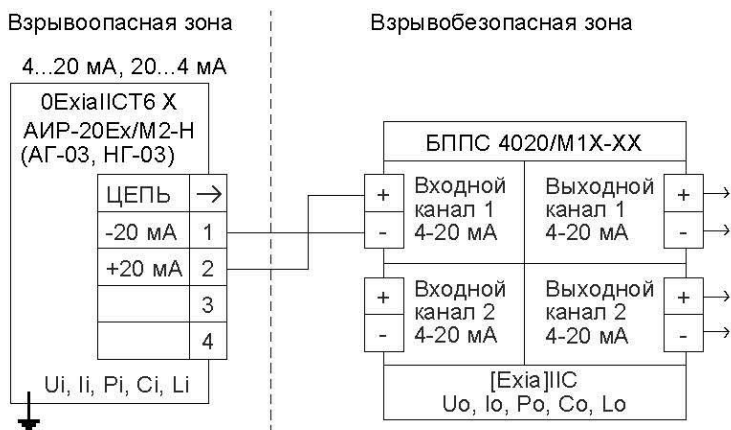 Взрывоопасная зона
Взрывобезопасная зона
4...20 мА, 20...4 мА
0ExiaIICT6 X
АИР-20Ex/М2-Н
(АГ-03, НГ-03)
ЦЕПЬ →
-20 мА 1
+20 мА 2
3
4
Ui, Ii, Pi, Ci, Li
БППС 4020/М1Х-ХХ
+
-
Входной
канал 1
4-20 мА
Выходной
канал 1
4-20 мА
+
-
+
-
Входной
канал 2
4-20 мА
Выходной
канал 2
4-20 мА
+
-
[Exia]IIC
Uo, Io, Po, Co, Lo